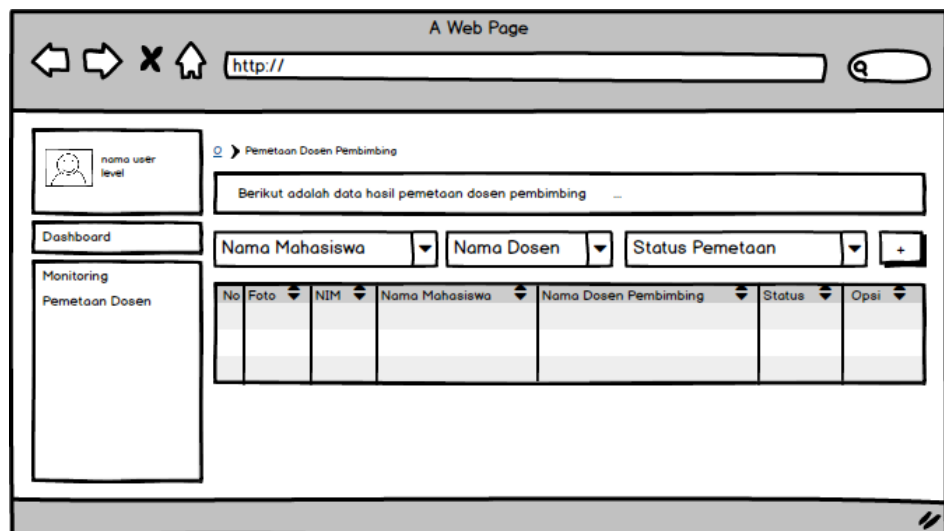 A Web Page
http://
nama user
level
O Pemetaan Dosen Pembimbing
Berikut adalah data hasil pemetaan dosen pembimbing ...
Dashboard
Nama Mahasiswa Nama Dosen Status Pemetaan +
Monitoring
Pemetaan Dosen
No Foto NIM Nama Mahasiswa Nama Dosen Pembimbing Status Opsi